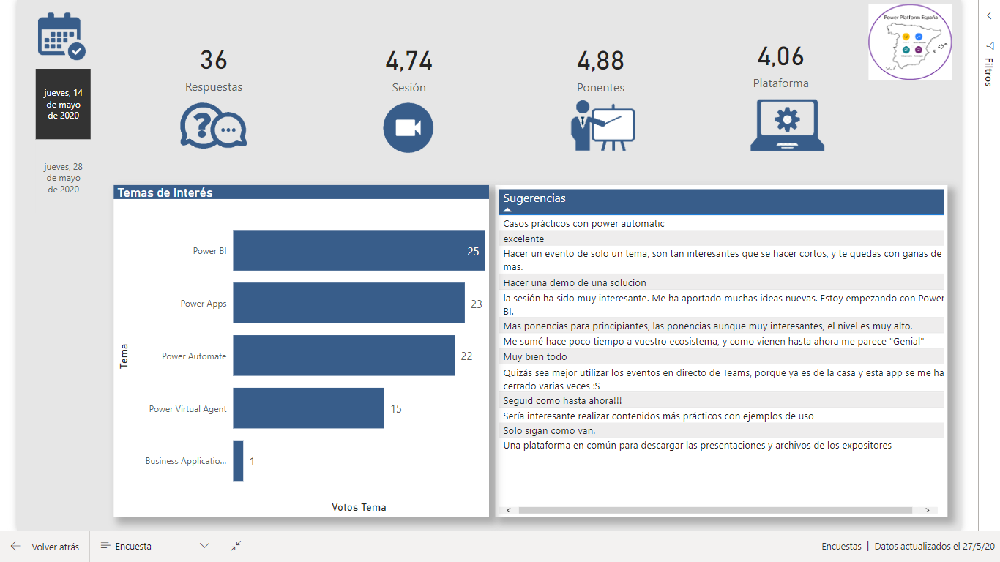 36
Respuestas
4,74
Sesión
4,88
Ponentes
4,06
Plataforma
Power Platform España
Filtros
jueves, 14
de mayo
de 2020
jueves, 28
de mayo
de 2020
Temas de Interés
Tema
Power BI
25
Power Apps
23
Power Automate
22
Power Virtual Agent
15
Business Applicatio...
1
Votos Tema
Sugerencias
Casos prácticos con power automatic
excelente
Hacer un evento de solo un tema, son tan interesantes que se hacer cortos, y te quedas con ganas de
mas.
Hacer una demo de una solucion
la sesión ha sido muy interesante. Me ha aportado muchas ideas nuevas. Estoy empezando con Power
BI.
Mas ponencias para principiantes, las ponencias aunque muy interesantes, el nivel es muy alto.
Me sumé hace poco tiempo a vuestro ecosistema, y como vienen hasta ahora me parece "Genial"
Muy bien todo
Quizás sea mejor utilizar los eventos en directo de Teams, porque ya es de la casa y esta app se me ha
cerrado varias veces :S
Seguid como hasta ahora!!!
Sería interesante realizar contenidos más prácticos con ejemplos de uso
Solo sigan como van.
Una plataforma en común para descargar las presentaciones y archivos de los expositores
Volver atrás
Encuesta
Encuestas | Datos actualizados el 27/5/20